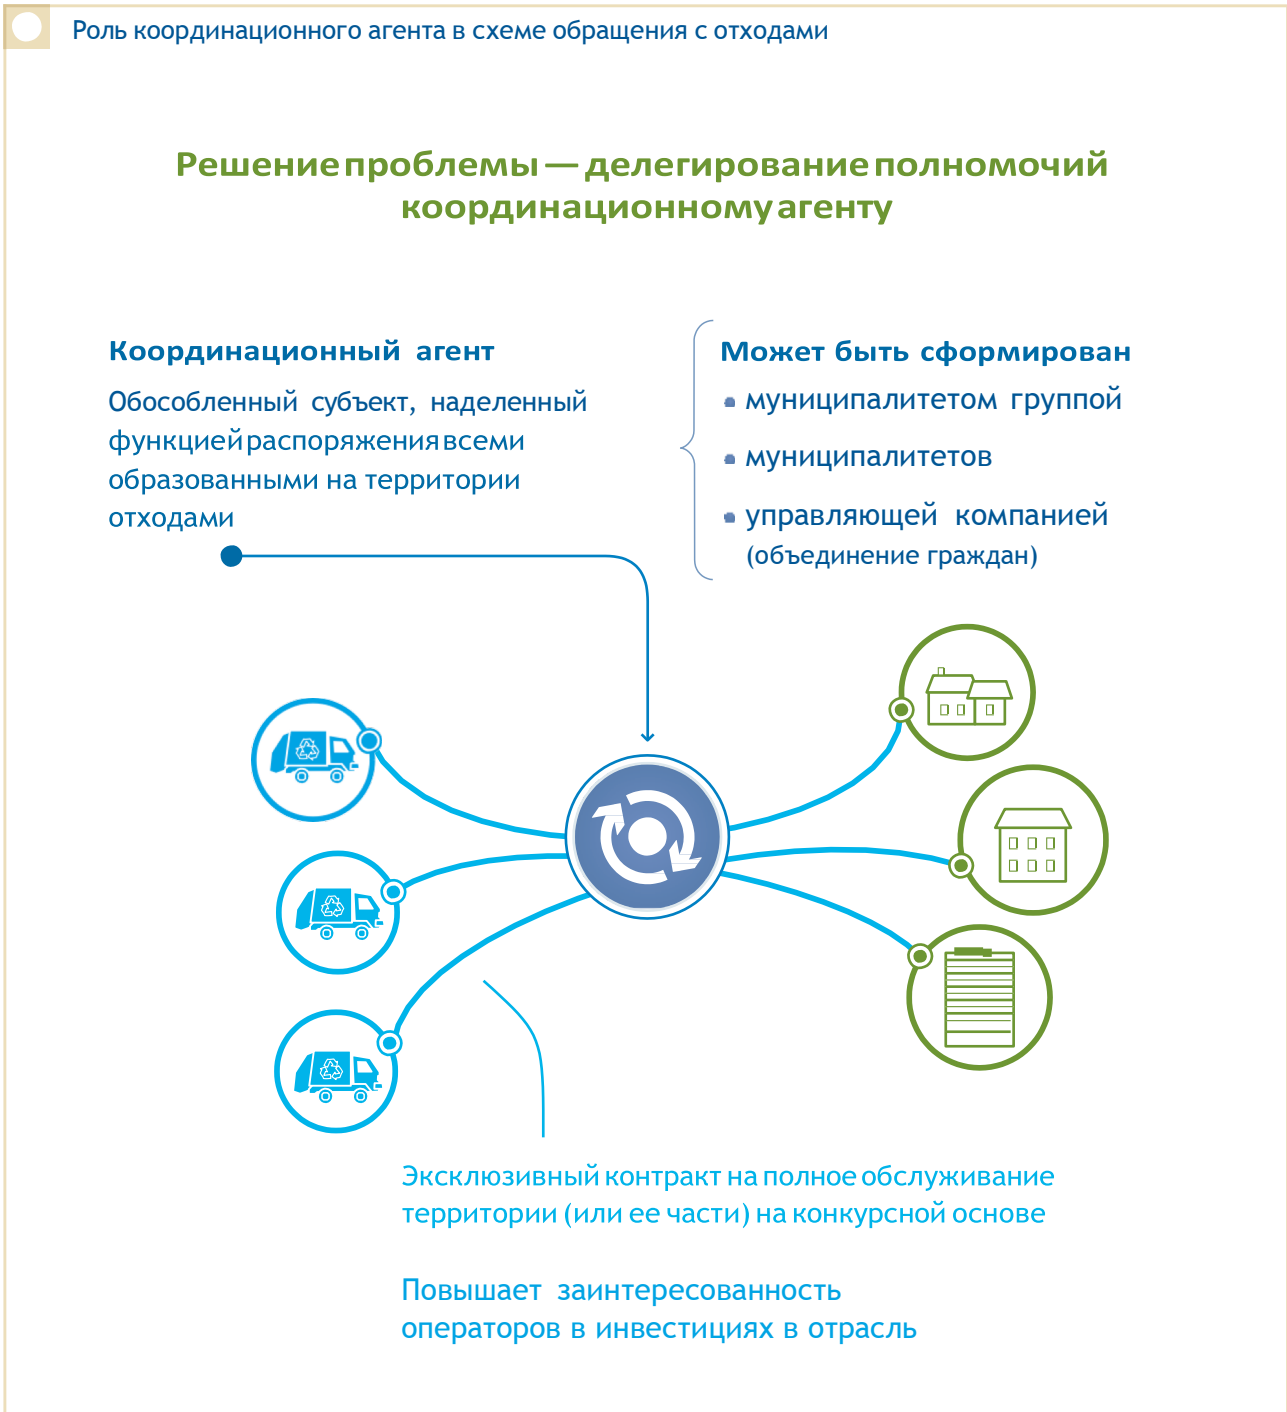 Роль координационного агента в схеме обращения с отходами
Решение проблемы — делегирование полномочий
координационному агенту
Координационный агент
Обособленный субъект, наделенный
функцией распоряжения всеми
образованными на территории
отходами
Может быть сформирован
муниципалитетом группой
муниципалитетов
управляющей компанией
(объединение граждан)
Эксклюзивный контракт на полное обслуживание
территории (или ее части) на конкурсной основе
Повышает заинтересованность
операторов в инвестициях в отрасль